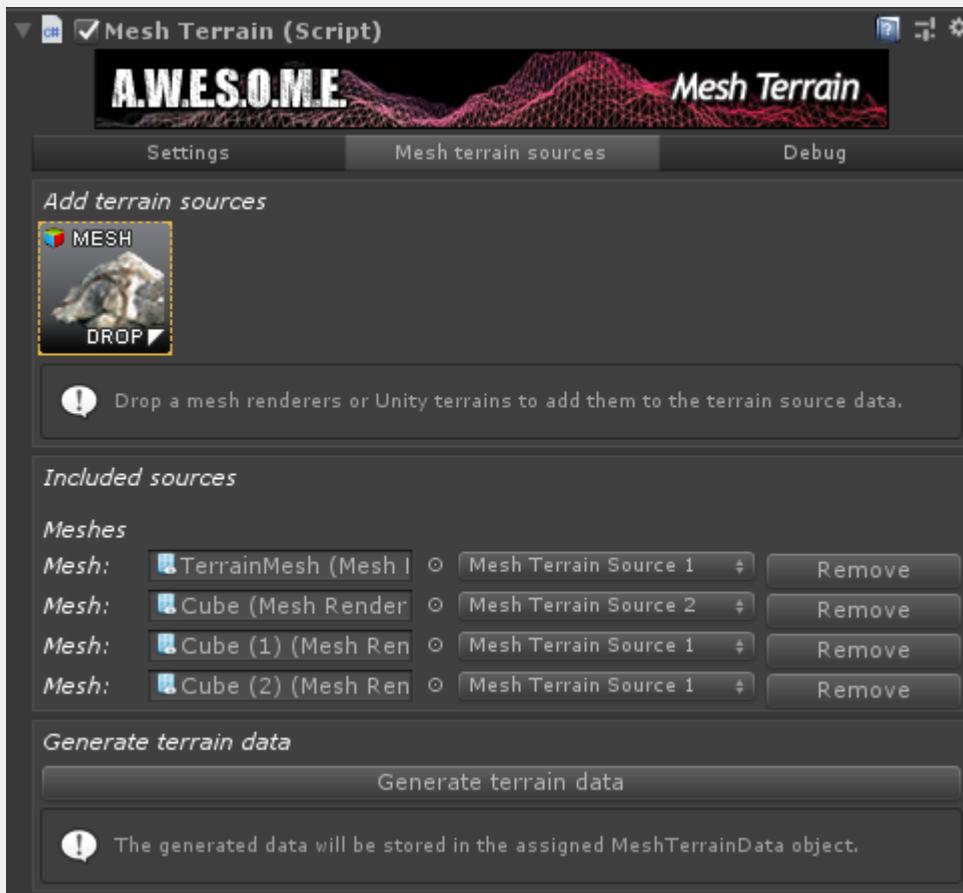 Mesh Terrain (Script)
A.W.E.S.O.M.E. Mesh Terrain
Settings Mesh terrain sources Debug
Add terrain sources
MESH
DROP
Drop a mesh renderers or Unity terrains to add them to the terrain source data.
Included sources
Meshes
Mesh: TerrainMesh (Mesh Mesh Terrain Source 1 Remove
Mesh: Cube (Mesh Render Mesh Terrain Source 2 Remove
Mesh: Cube (1) (Mesh Ren Mesh Terrain Source 1 Remove
Mesh: Cube (2) (Mesh Ren Mesh Terrain Source 1 Remove
Generate terrain data
Generate terrain data
The generated data will be stored in the assigned MeshTerrainData object.